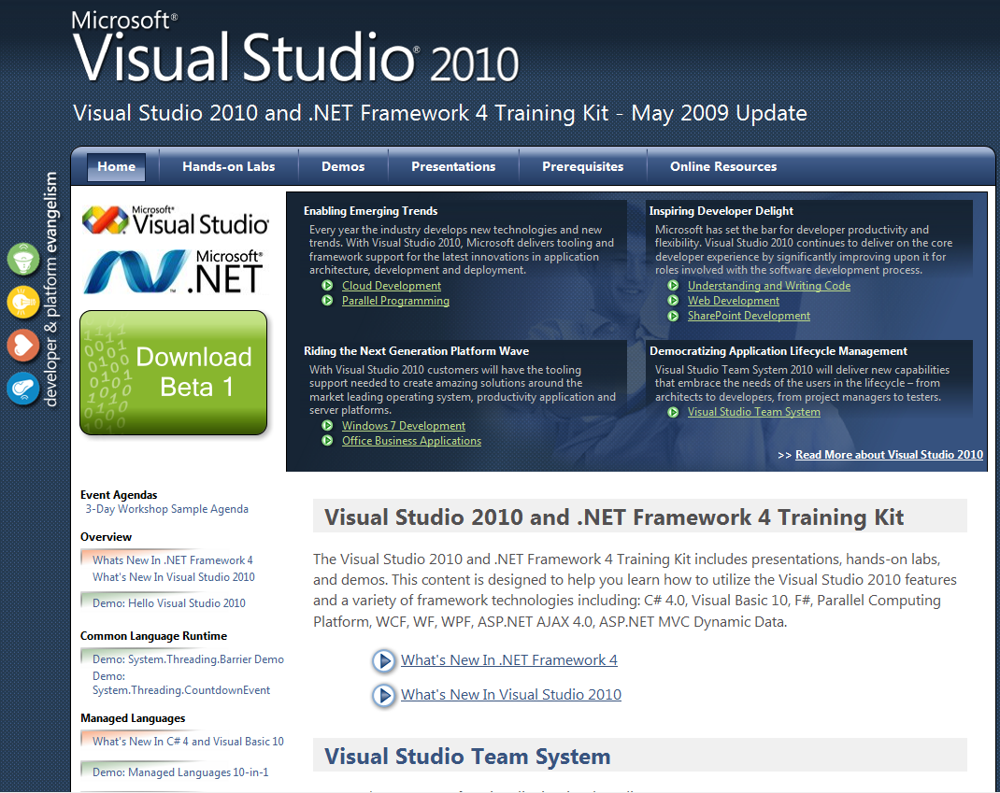 Microsoft®
Visual Studio® 2010
Visual Studio 2010 and .NET Framework 4 Training Kit - May 2009 Update
Home
Hands-on Labs
Demos
Presentations
Prerequisites
Online Resources
developer & platform evangelism
Microsoft®
Visual Studio®
Microsoft®
.NET
Download
Beta 1
Enabling Emerging Trends
Every year the industry develops new technologies and new
trends. With Visual Studio 2010, Microsoft delivers tooling and
framework support for the latest innovations in application
architecture, development and deployment.
Cloud Development
Parallel Programming
Inspiring Developer Delight
Microsoft has set the bar for developer productivity and
flexibility. Visual Studio 2010 continues to deliver on the core
developer experience by significantly improving upon it for
roles involved with the software development process.
Understanding and Writing Code
Web Development
SharePoint Development
Riding the Next Generation Platform Wave
With Visual Studio 2010 customers will have the tooling
support needed to create amazing solutions around the
market leading operating system, productivity application and
server platforms.
Windows 7 Development
Office Business Applications
Democratizing Application Lifecycle Management
Visual Studio Team System 2010 will deliver new capabilities
that embrace the needs of the users in the lifecycle – from
architects to developers, from project managers to testers.
Visual Studio Team System
>> Read More about Visual Studio 2010
Event Agendas
3-Day Workshop Sample Agenda
Overview
Whats New In .NET Framework 4
What's New In Visual Studio 2010
Demo: Hello Visual Studio 2010
Common Language Runtime
Demo: System.Threading.Barrier Demo
Demo:
System.Threading.CountdownEvent
Managed Languages
What's New In C# 4 and Visual Basic 10
Demo: Managed Languages 10-in-1
Visual Studio 2010 and .NET Framework 4 Training Kit
The Visual Studio 2010 and .NET Framework 4 Training Kit includes presentations, hands-on labs,
and demos. This content is designed to help you learn how to utilize the Visual Studio 2010 features
and a variety of framework technologies including: C# 4.0, Visual Basic 10, F#, Parallel Computing
Platform, WCF, WF, WPF, ASP.NET AJAX 4.0, ASP.NET MVC Dynamic Data.
What's New In .NET Framework 4
What's New In Visual Studio 2010
Visual Studio Team System